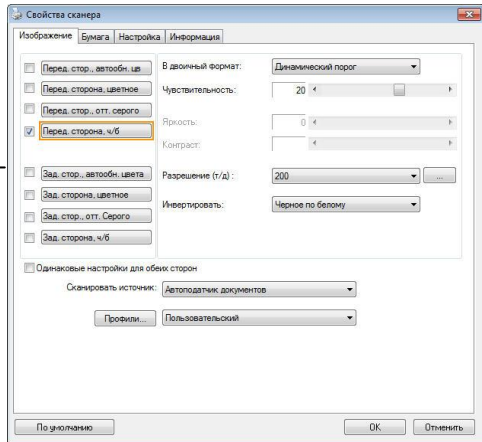 Свойства сканера
Изображение Бумага Настройка Информация
Перед. стор., автообн. цв
Перед. сторона, цветное
Перед. стор., отт. серого
Перед. сторона, ч/б
Зад. стор., автообн. цвета
Зад. сторона, цветное
Зад. стор., отт. Серого
Зад. сторона, ч/б
В двоичный формат: Динамический порог
Чувствительность: 20
Яркость: 0
Контраст:
Разрешение (т/д) : 200 ...
Инвертировать: Черное по белому
Одинаковые настройки для обеих сторон
Сканировать источник: Автоподатчик документов
Профили... Пользовательский
По умолчанию OK Отменить